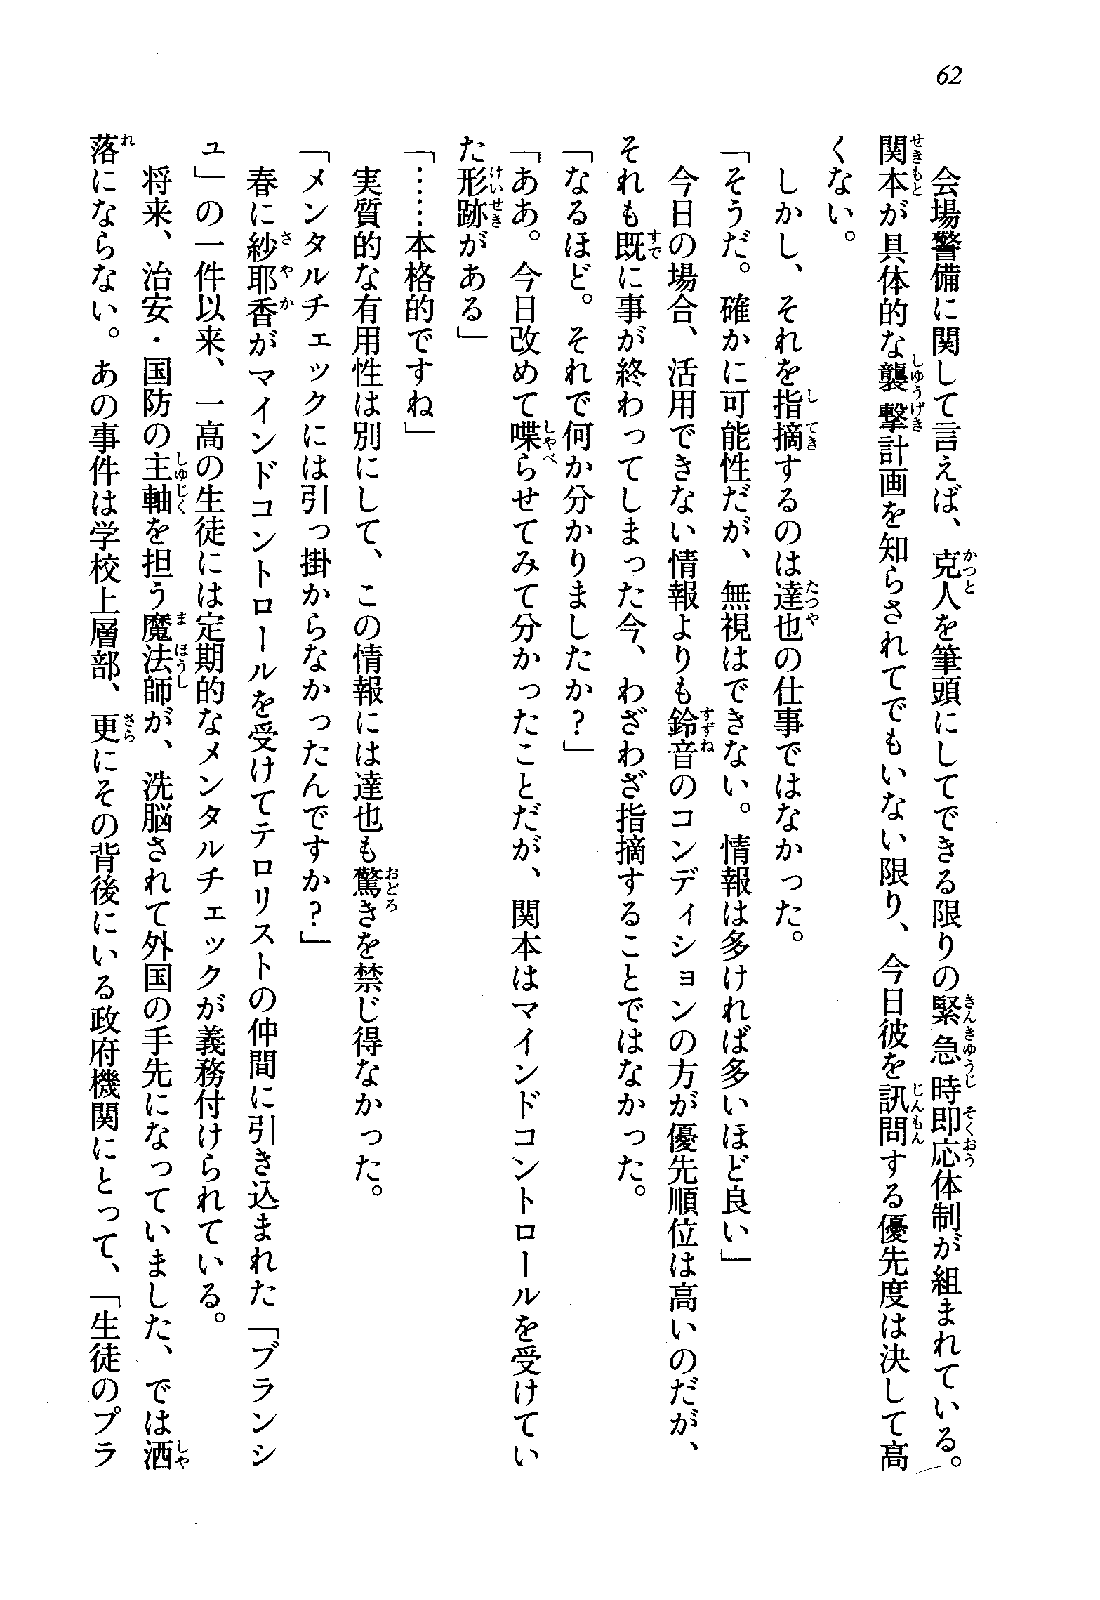 62
会場警備に関して言えば、克人を筆頭にしてできる限りの緊急時即応体制が組まれている。
関本が具体的な襲撃計画を知らされてでもいない限り、今日彼を訊問する優先度は決して高
くない。
しかし、それを指摘するのは達也の仕事ではなかった。
「そうだ。確かに可能性だが、無視はできない。情報は多ければ多いほど良い」
今日の場合、活用できない情報よりも鈴音のコンディションの方が優先順位は高いのだが、
それも既に事が終わってしまった今、わざわざ指摘することではなかった。
「なるほど。それで何か分かりましたか？」
「ああ。今日改めて喋らせてみて分かったことだが、関本はマインドコントロールを受けてい
た形跡がある」
「……本格的ですね」
実質的な有用性は別にして、この情報には達也も驚きを禁じ得なかった。
「メンタルチェックには引っ掛からなかったんですか？」
春に紗耶香がマインドコントロールを受けてテロリストの仲間に引き込まれた「ブランシ
ュ」の一件以来、一高の生徒には定期的なメンタルチェックが義務付けられている。
将来、治安・国防の主軸を担う魔法師が、洗脳されて外国の手先になっていました、では洒
落にならない。あの事件は学校上層部、更にその背後にいる政府機関にとって、「生徒のプラ